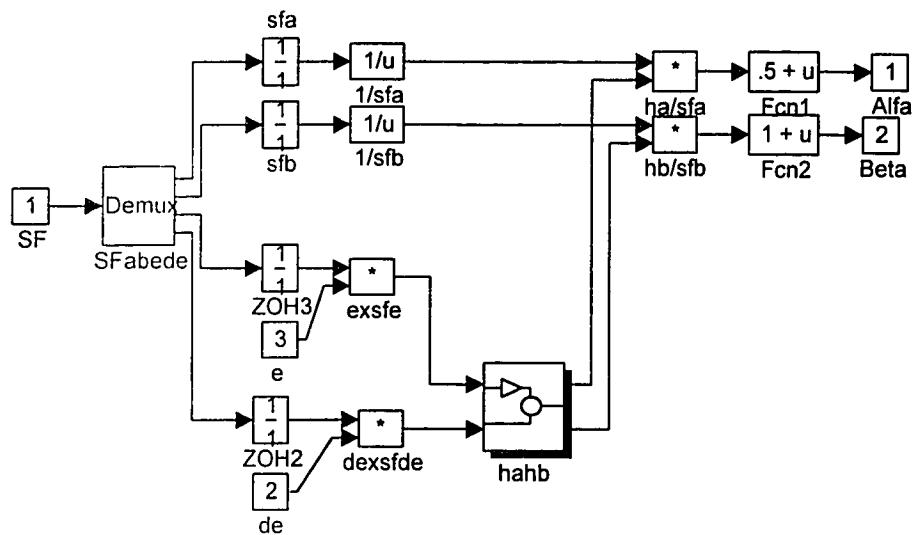 sfa
1
1
1/u
1/sfa
*
ha/sfa
.5 + u
Fcn1
1
Alfa
1
1
sfb
1/u
1/sfb
*
hb/sfb
1 + u
Fcn2
2
Beta
1
SF
Demux
SFabede
1
1
ZOH3
*
exsfe
3
e
1
1
ZOH2
*
dexsfde
2
de
hahb